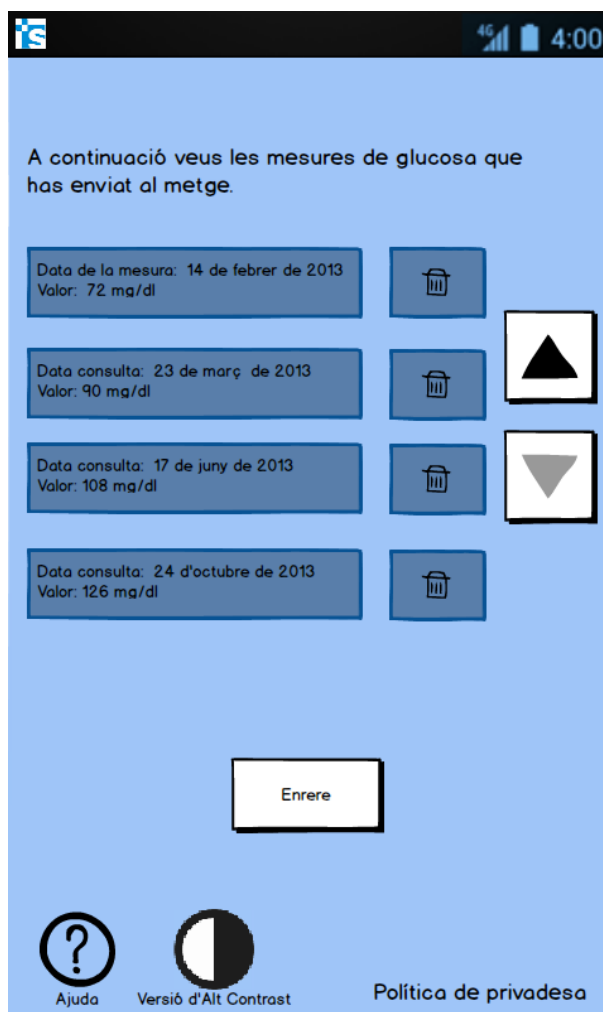 is
4G 4:00
A continuació veus les mesures de glucosa que
has enviat al metge.
Data de la mesura: 14 de febrer de 2013
Valor: 72 mg/dl
Data consulta: 23 de març de 2013
Valor: 90 mg/dl
Data consulta: 17 de juny de 2013
Valor: 108 mg/dl
Data consulta: 24 d'octubre de 2013
Valor: 126 mg/dl
Enrere
?
Ajuda
Versió d'Alt Contrast
Política de privadesa